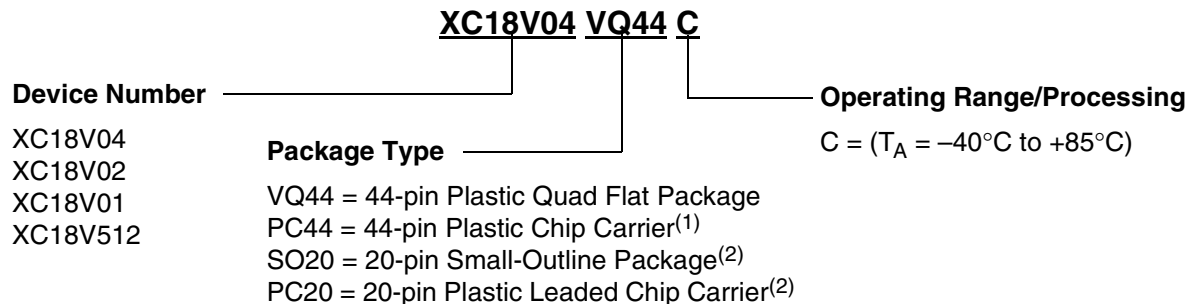 XC18V04 VQ44 C
Device Number
XC18V04
XC18V02
XC18V01
XC18V512
Package Type
VQ44 = 44-pin Plastic Quad Flat Package
PC44 = 44-pin Plastic Chip Carrier(1)
SO20 = 20-pin Small-Outline Package(2)
PC20 = 20-pin Plastic Leaded Chip Carrier(2)
Operating Range/Processing
C = (TA = –40°C to +85°C)